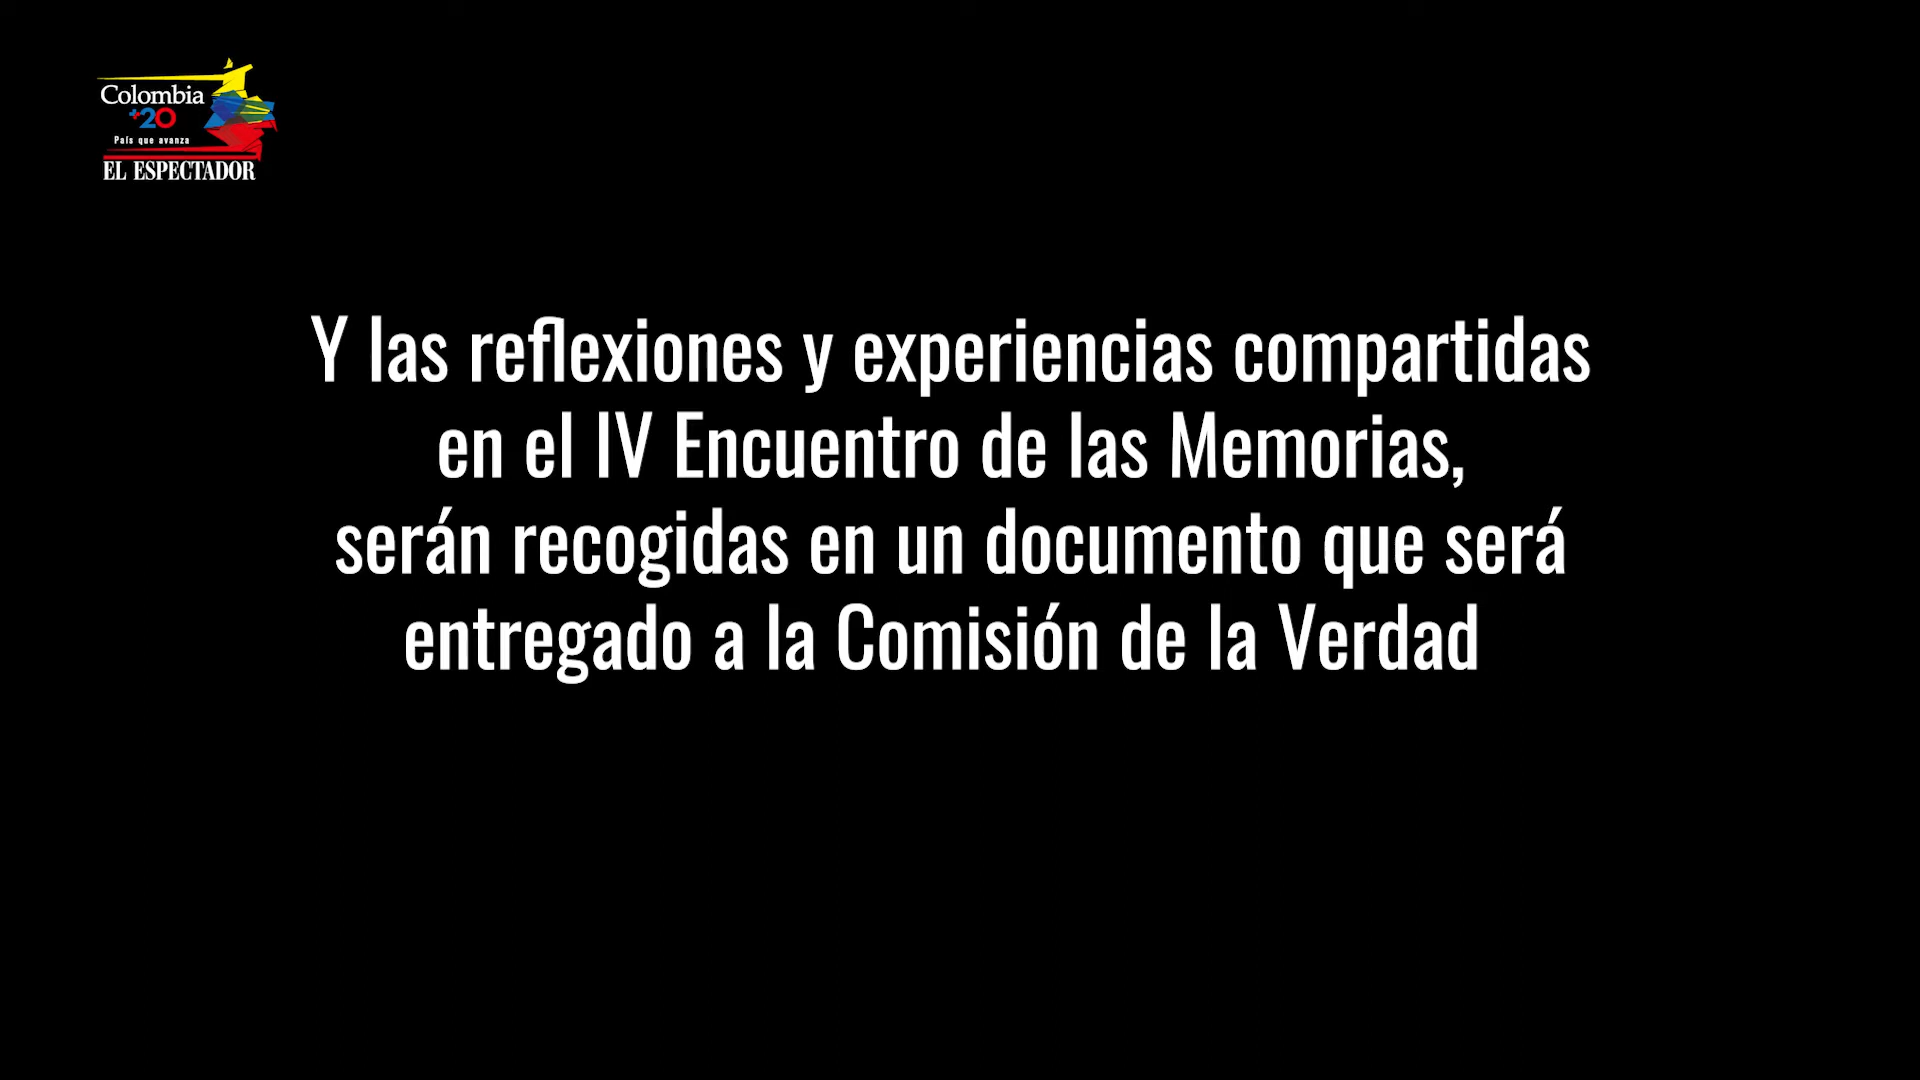 Colombia
+20
País que avanza
EL ESPECTADOR
Y las reflexiones y experiencias compartidas
en el IV Encuentro de las Memorias,
serán recogidas en un documento que será
entregado a la Comisión de la Verdad